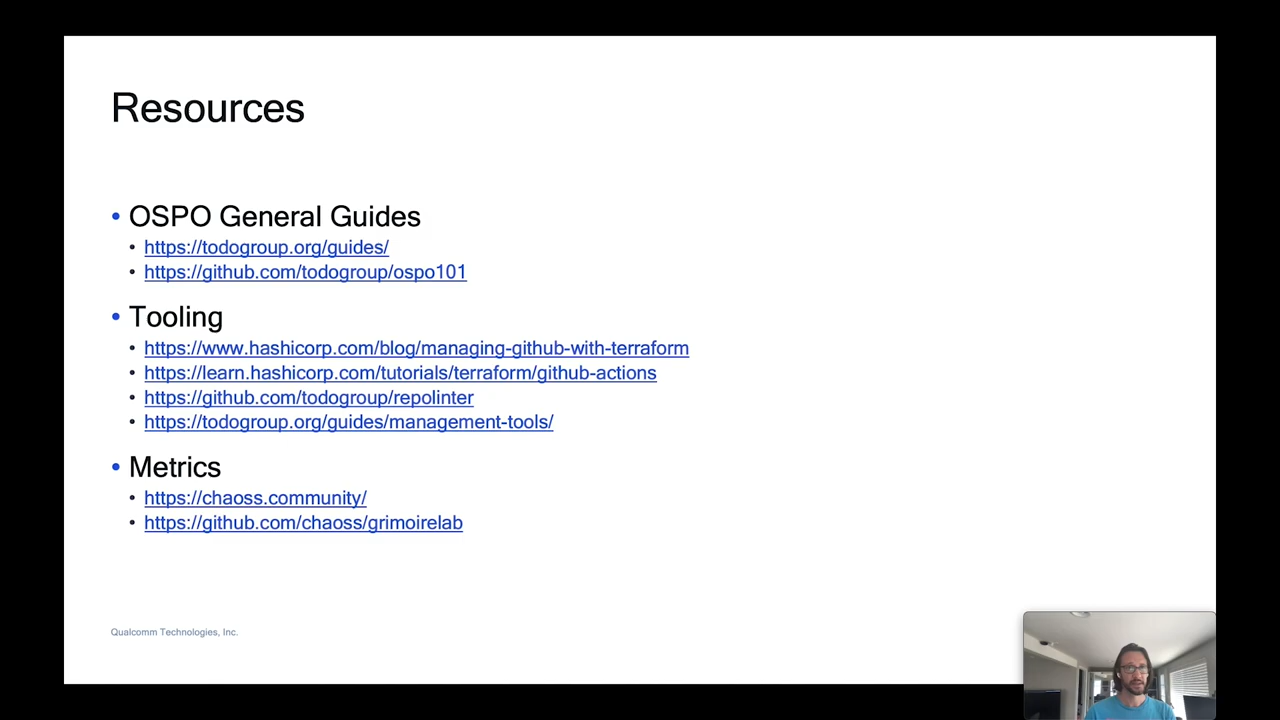 Resources
• OSPO General Guides
• https://todogroup.org/guides/
• https://github.com/todogroup/ospo101
• Tooling
• https://www.hashicorp.com/blog/managing-github-with-terraform
• https://learn.hashicorp.com/tutorials/terraform/github-actions
• https://github.com/todogroup/repolinter
• https://todogroup.org/guides/management-tools/
• Metrics
• https://chaoss.community/
• https://github.com/chaoss/grimoirelab
Qualcomm Technologies, Inc.